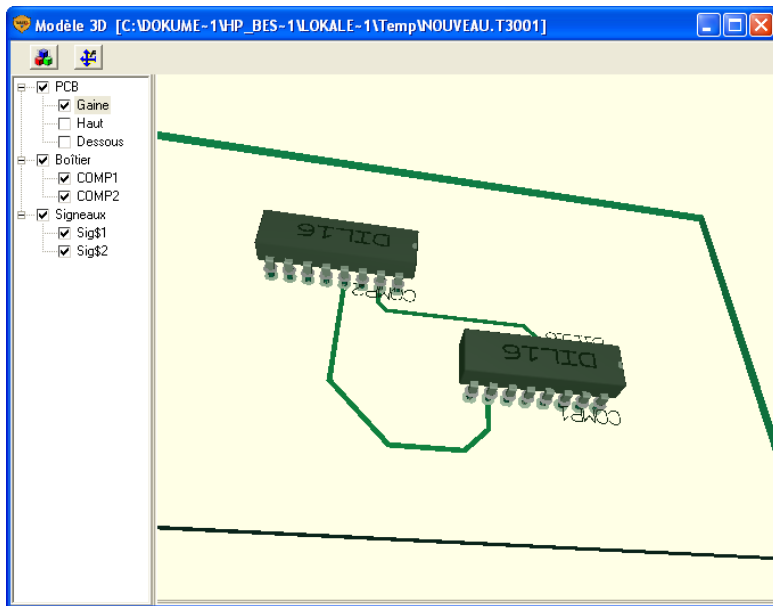 Modèle 3D [C:\DOKUME~1\HP_BES~1\LOKALE~1\Temp\NOUVEAU.T3001]
PCB
Gaine
Haut
Dessous
Boîtier
COMP1
COMP2
Signeaux
Sig$1
Sig$2
DIL16
COMP2
DIL16
DIL16
COMP1